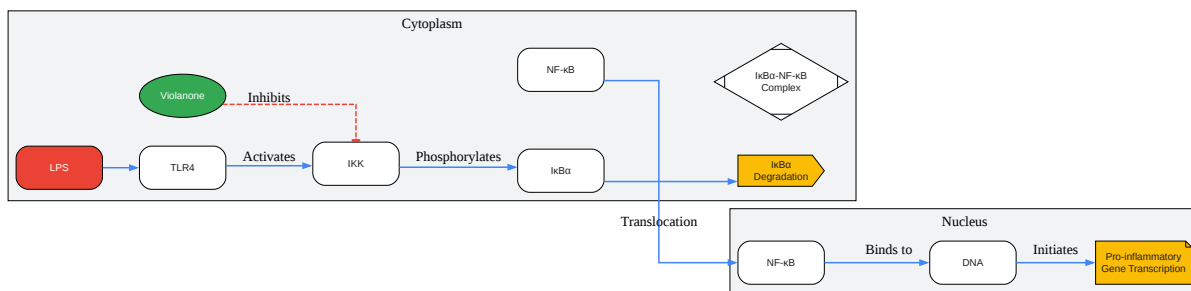 Cytoplasm
NF-κB
IκBα-NF-κB
Complex
Violanone
Inhibits
LPS
TLR4
Activates
IKK
Phosphorylates
IκBα
IκBα
Degradation
Translocation
Nucleus
NF-κB
Binds to
DNA
Initiates
Pro-inflammatory
Gene Transcription